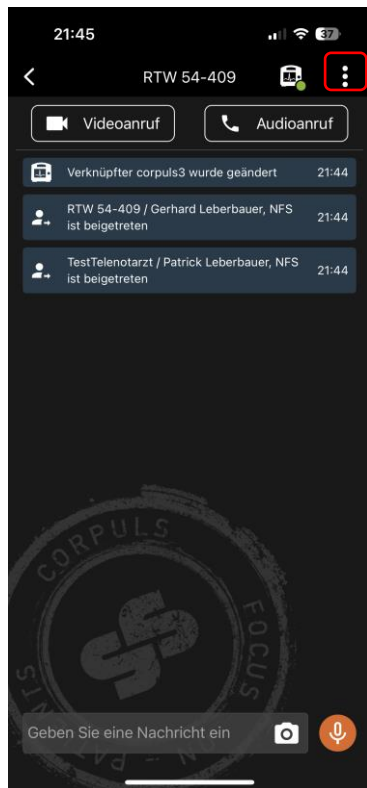 21:45
37
RTW 54-409
Videoanruf
Audioanruf
Verknüpfter corpuls3 wurde geändert 21:44
RTW 54-409 / Gerhard Leberbauer, NFS
ist beigetreten
21:44
TestTelenotarzt / Patrick Leberbauer, NFS
ist beigetreten
21:44
CORPULS
FOCUS
ON
PATIENTS
Geben Sie eine Nachricht ein